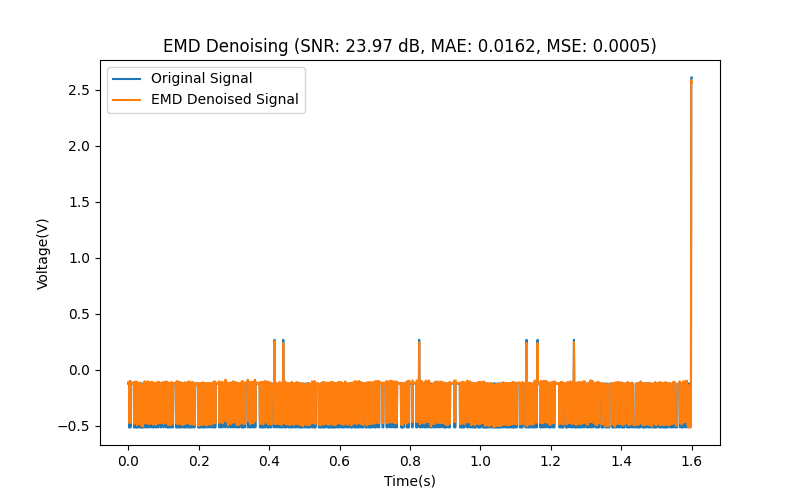 EMD Denoising (SNR: 23.97 dB, MAE: 0.0162, MSE: 0.0005)
Original Signal
EMD Denoised Signal
2.5
2.0
1.5
1.0
0.5
0.0
−0.5
Voltage(V)
0.0 0.2 0.4 0.6 0.8 1.0 1.2 1.4 1.6
Time(s)